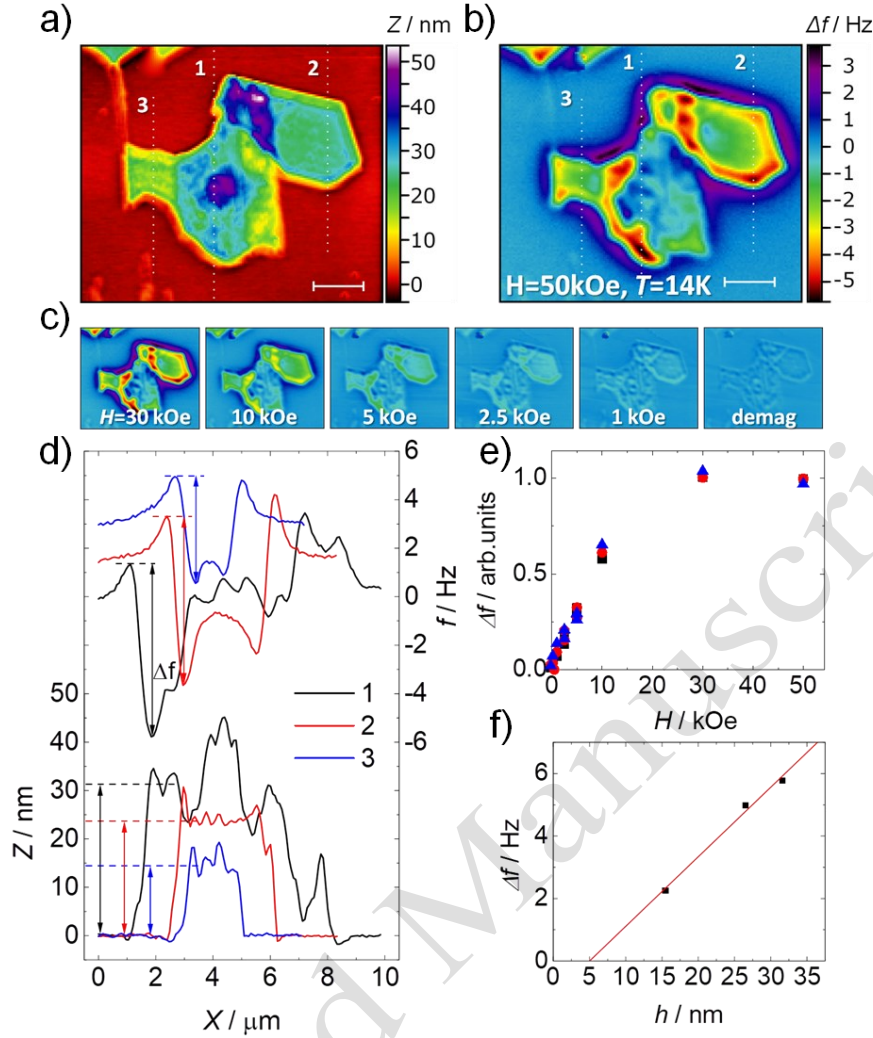 a)
Z / nm
1
2
3
50
40
30
20
10
0
b)
Δf / Hz
1
2
3
3
2
1
0
-1
-2
-3
-4
-5
H=50kOe, T=14K
c)
H=30 kOe
10 kOe
5 kOe
2.5 kOe
1 kOe
demag
d)
6
4
2
0
-2
-4
-6
f / Hz
Δf
50
40
30
20
10
0
Z / nm
1
2
3
0 2 4 6 8 10
X / μm
e)
1.0
0.5
0.0
Δf / arb.units
0 10 20 30 40 50
H / kOe
f)
6
4
2
0
Δf / Hz
0 5 10 15 20 25 30 35
h / nm
d Manuscri